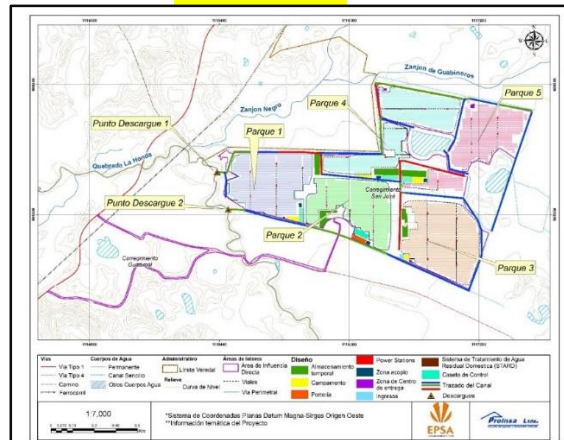 Zanjon de Guabineros
Zanjon Negro
Parque 4
Parque 5
Punto Descargue 1
Parque 1
Quebrada La Honda
Corregimiento
San José
Punto Descargue 2
Parque 2
Parque 3
Corregimiento
Vías
Vía Tipo 1
Vía Tipo 4
Camino
Ferrocarril
Cuerpos de Agua
Permanente
Canal Sencillo
Otros Cuerpos Agua
Administrativo
Límite Veredal
Relieve
Curva de Nivel
Áreas de Interés
Área de Influencia
Directa
Viales
Vía Perimetral
Diseño
Almacenamiento
temporal
Campamento
Portería
Power Stations
Zona acopio
Zona de Centro
de entrega
Ingresos
Sistema de Tratamiento de Agua
Residual Domestica (STARD)
Caseta de Control
Trazado del Canal
Descargues
1:7.000
*Sistema de Coordenadas Planas Datum Magna-Sirgas Origen Oeste
**Información temática del Proyecto
EPSA
Proinsa Ltda.